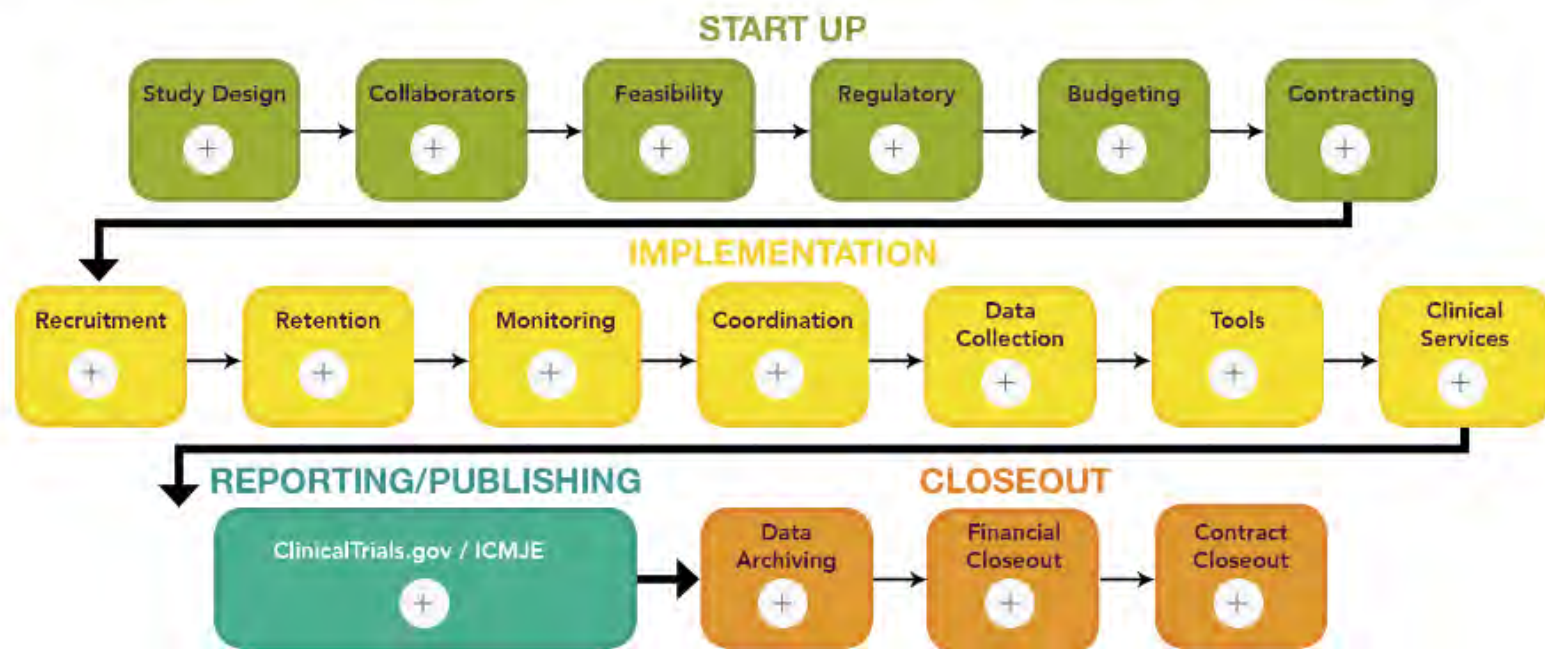 START UP
Study Design
Collaborators
Feasibility
Regulatory
Budgeting
Contracting
IMPLEMENTATION
Recruitment
Retention
Monitoring
Coordination
Data
Collection
Tools
Clinical
Services
REPORTING/PUBLISHING
ClinicalTrials.gov / ICMJE
CLOSEOUT
Data
Archiving
Financial
Closeout
Contract
Closeout